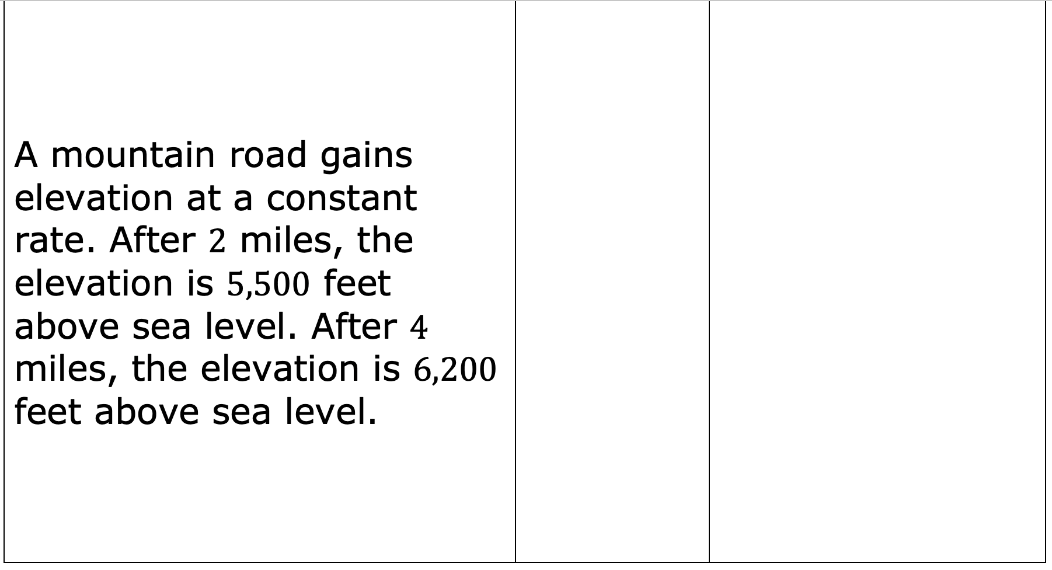 A mountain road gains
elevation at a constant
rate. After 2 miles, the
elevation is 5,500 feet
above sea level. After 4
miles, the elevation is 6,200
feet above sea level.